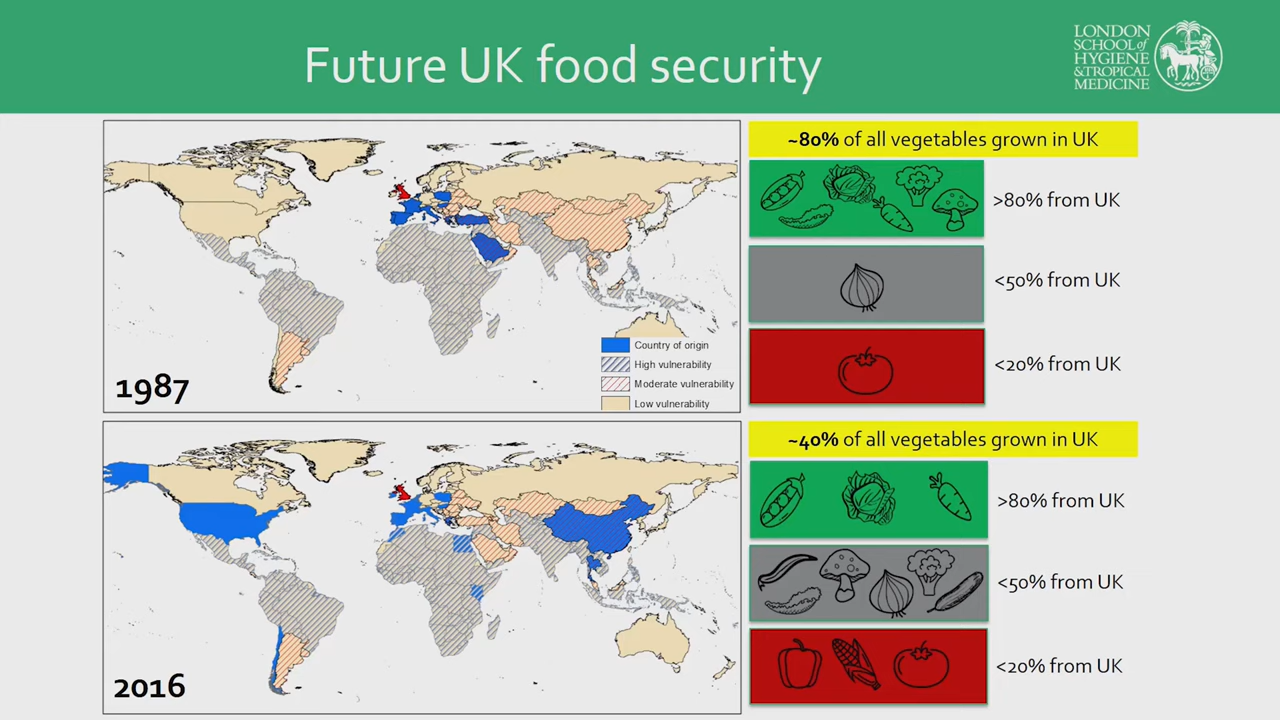 Future UK food security
LONDON
SCHOOL of
HYGIENE
& TROPICAL
MEDICINE
~80% of all vegetables grown in UK
>80% from UK
<50% from UK
<20% from UK
Country of origin
High vulnerability
Moderate vulnerability
Low vulnerability
1987
~40% of all vegetables grown in UK
>80% from UK
<50% from UK
<20% from UK
2016